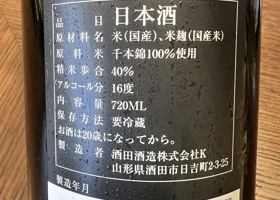 品目 日本酒
原材料名 米(国産)、米麹(国産米)
原料米 千本錦100%使用
精米歩合 40%
アルコール分 16度
内容量 720ML
保存方法 要冷蔵
お酒は20歳になってから。
製造者 酒田酒造株式会社K
山形県酒田市日吉町2-3-25
製造年月